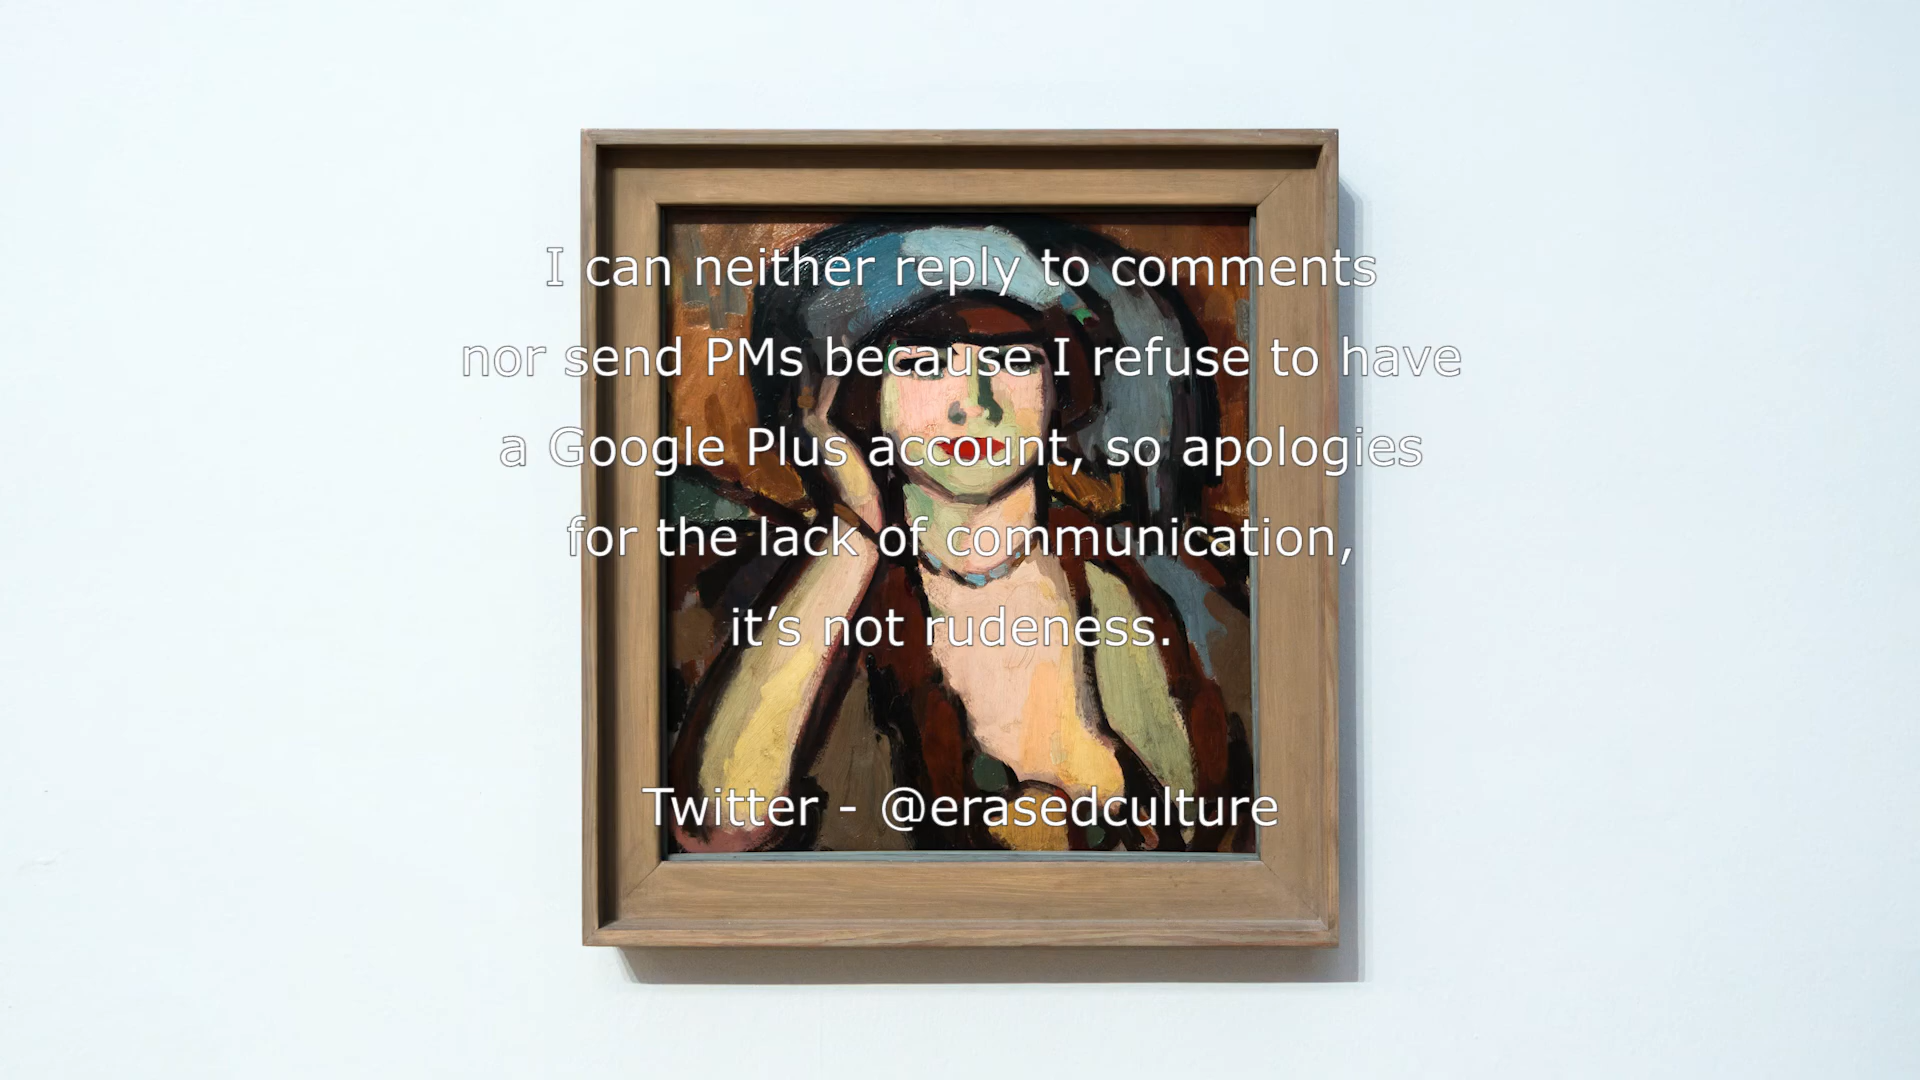 I can neither reply to comments
nor send PMs because I refuse to have
a Google Plus account, so apologies
for the lack of communication,
it’s not rudeness.
Twitter - @erasedculture